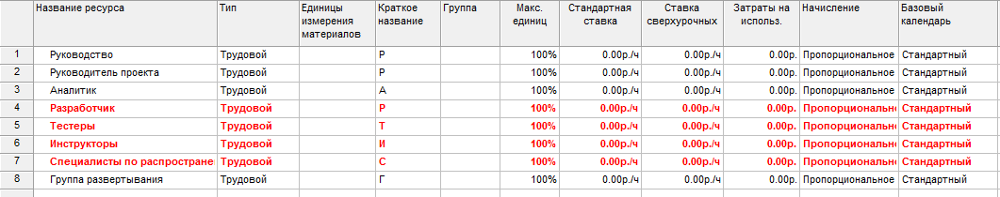 Название ресурса Тип Единицы измерения материалов Краткое название Группа Макс. единиц Стандартная ставка Ставка сверхурочных Затраты на использ. Начисление Базовый календарь
1 Руководство Трудовой Р 100% 0.00р./ч 0.00р./ч 0.00р. Пропорциональное Стандартный
2 Руководитель проекта Трудовой Р 100% 0.00р./ч 0.00р./ч 0.00р. Пропорциональное Стандартный
3 Аналитик Трудовой А 100% 0.00р./ч 0.00р./ч 0.00р. Пропорциональное Стандартный
4 Разработчик Трудовой Р 100% 0.00р./ч 0.00р./ч 0.00р. Пропорциональн Стандартный
5 Тестеры Трудовой Т 100% 0.00р./ч 0.00р./ч 0.00р. Пропорциональн Стандартный
6 Инструкторы Трудовой И 100% 0.00р./ч 0.00р./ч 0.00р. Пропорциональн Стандартный
7 Специалисты по распростране Трудовой С 100% 0.00р./ч 0.00р./ч 0.00р. Пропорциональн Стандартный
8 Группа развертывания Трудовой Г 100% 0.00р./ч 0.00р./ч 0.00р. Пропорциональное Стандартный